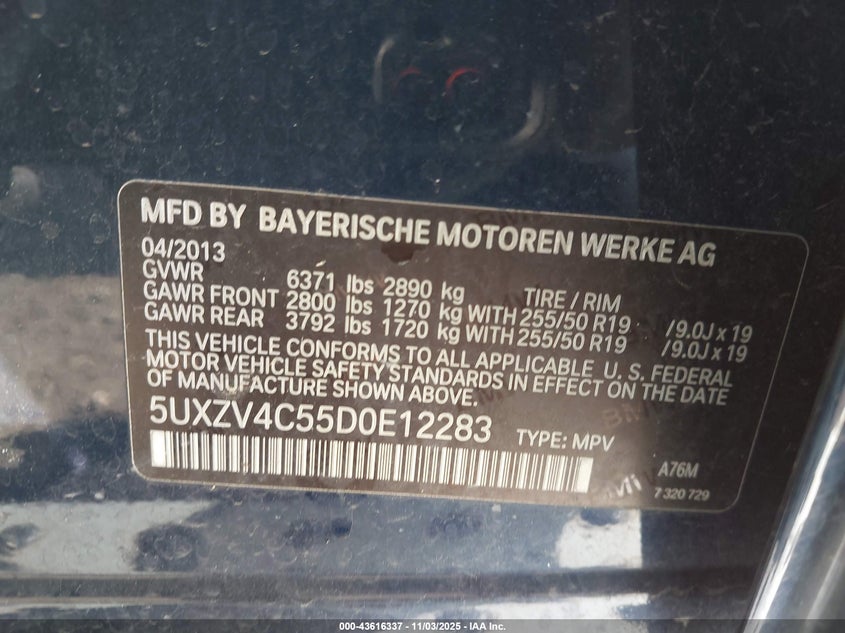 MFD BY BAYERISCHE MOTOREN WERKE AG
04/2013
GVWR 6371 lbs 2890 kg TIRE / RIM
GAWR FRONT 2800 lbs 1270 kg WITH 255/50 R19 /9.0J x 19
GAWR REAR 3792 lbs 1720 kg WITH 255/50 R19 /9.0J x 19
THIS VEHICLE CONFORMS TO ALL APPLICABLE U. S. FEDERAL
MOTOR VEHICLE SAFETY STANDARDS IN EFFECT ON THE DATE
OF MANUFACTURE SHOWN ABOVE.
5UXZV4C55D0E12283 TYPE: MPV
A76M
7 320 729
000-43616337 - 11/03/2025 - IAA Inc.